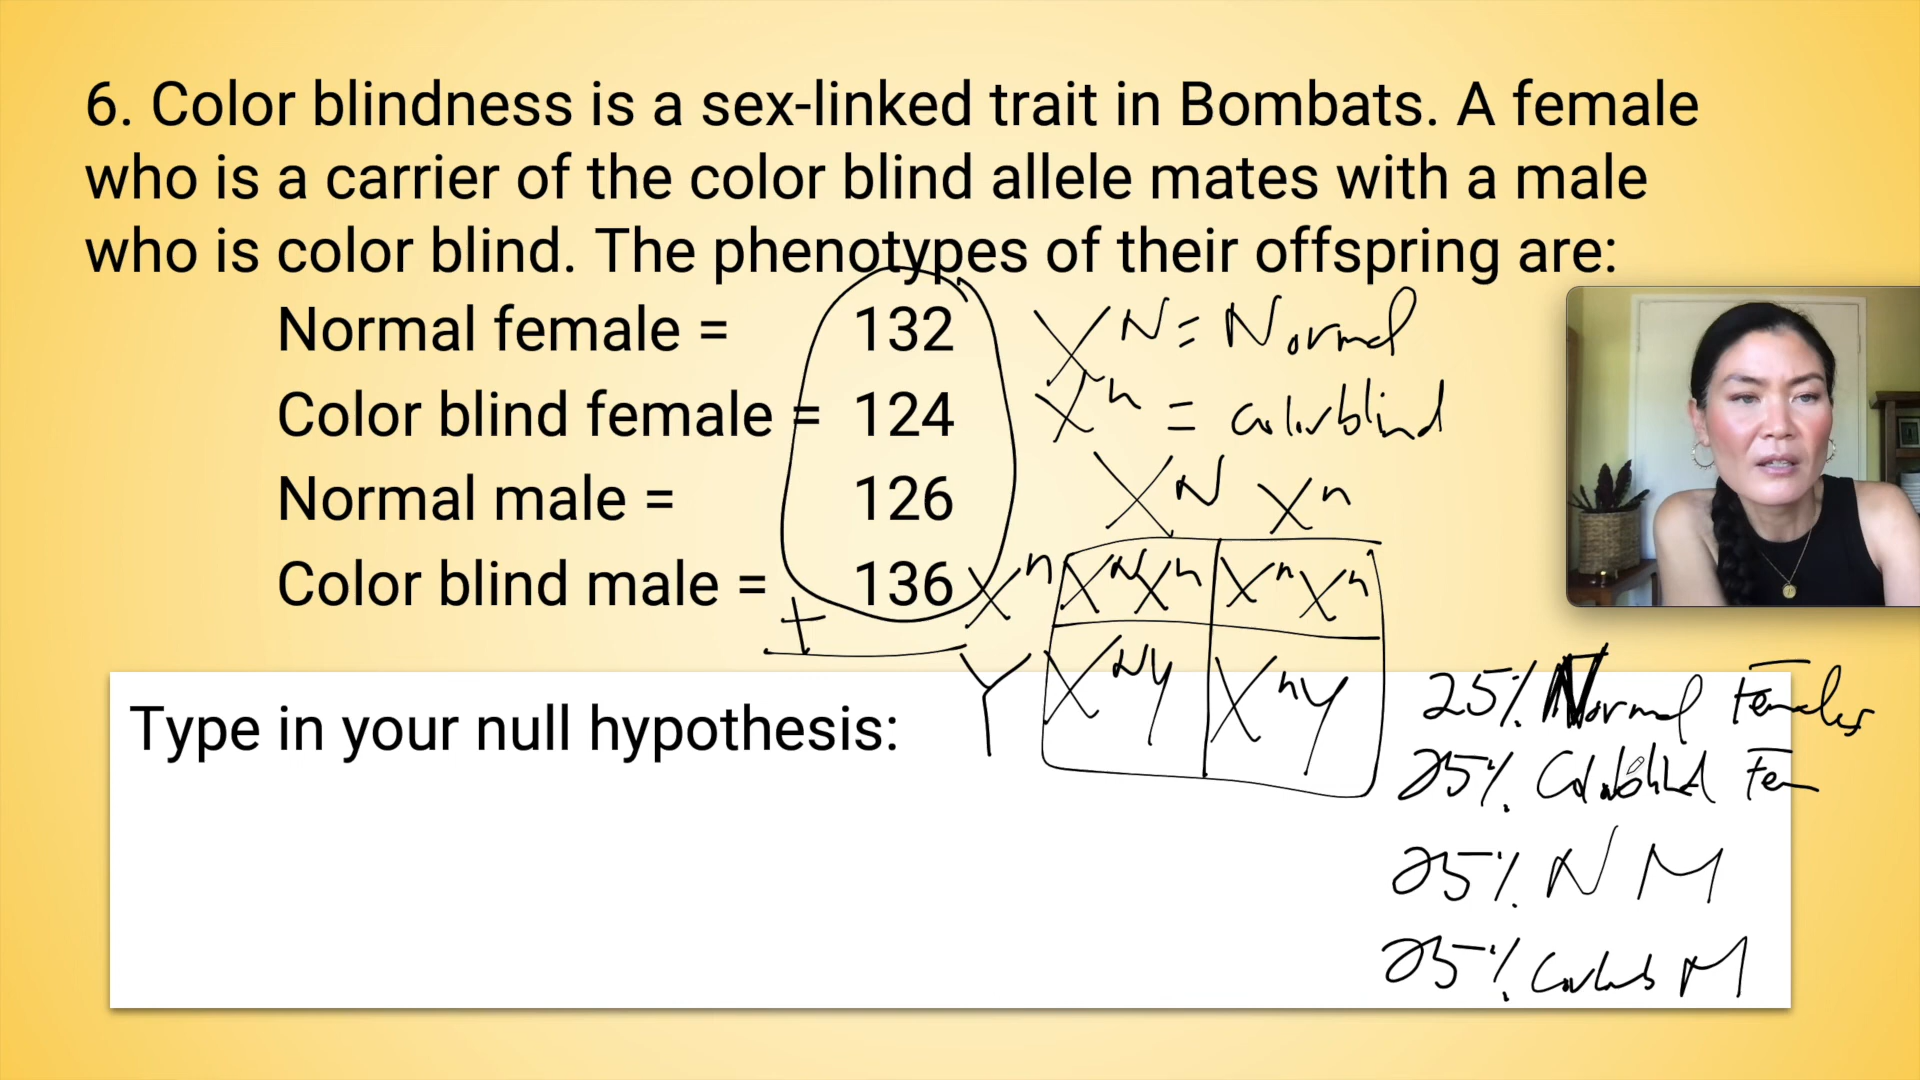 6. Color blindness is a sex-linked trait in Bombats. A female
who is a carrier of the color blind allele mates with a male
who is color blind. The phenotypes of their offspring are:
Normal female = 132
Color blind female = 124
Normal male = 126
Color blind male = 136
+
X N = Normal
X n = colorblind
X N X n
X n X N X n X n X n
Y X N Y X n Y
Type in your null hypothesis:
25% Normal Females
25% Colorblind Fem
25% N M
25% M